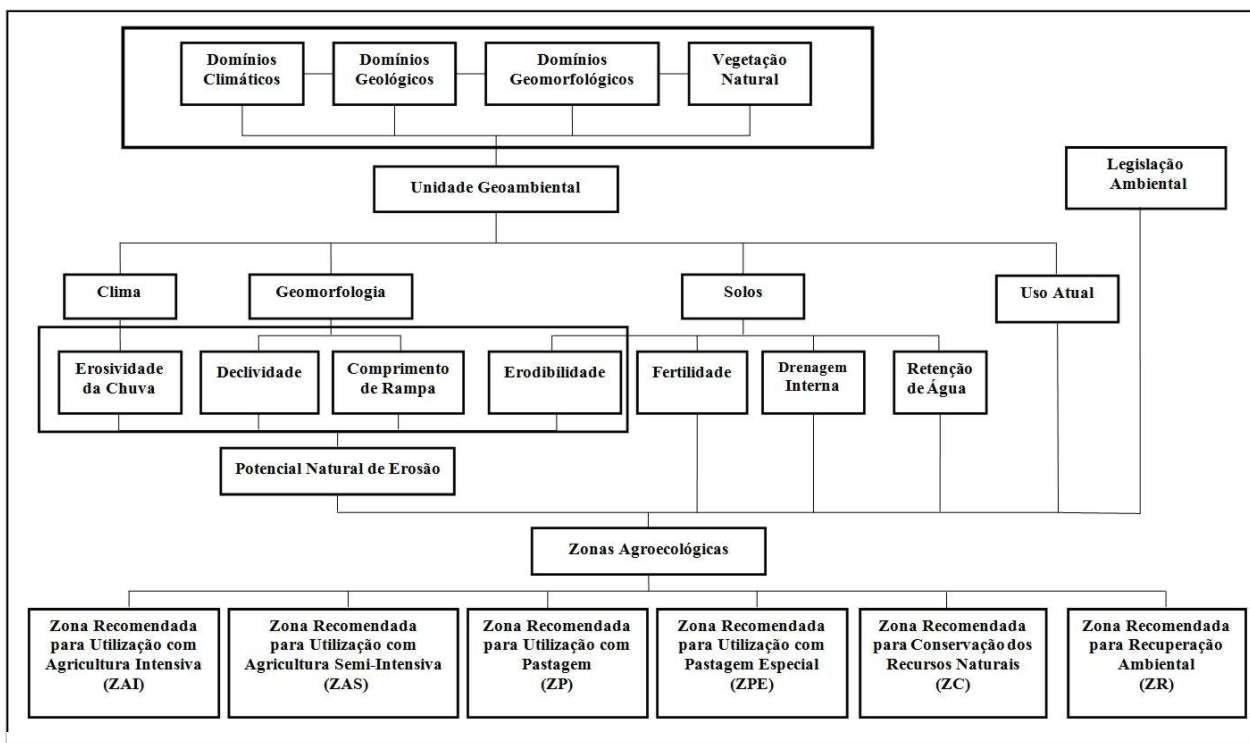 Domínios
Climáticos
Domínios
Geológicos
Domínios
Geomorfológicos
Vegetação
Natural
Legislação
Ambiental
Unidade Geoambiental
Clima
Geomorfologia
Solos
Uso Atual
Erosividade
da Chuva
Declividade
Comprimento
de Rampa
Erodibilidade
Fertilidade
Drenagem
Interna
Retenção
de Água
Potencial Natural de Erosão
Zonas Agroecológicas
Zona Recomendada
para Utilização com
Agricultura Intensiva
(ZAI)
Zona Recomendada
para Utilização com
Agricultura Semi-Intensiva
(ZAS)
Zona Recomendada
para Utilização com
Pastagem
(ZP)
Zona Recomendada
para Utilização com
Pastagem Especial
(ZPE)
Zona Recomendada
para Conservação dos
Recursos Naturais
(ZC)
Zona Recomendada
para Recuperação
Ambiental
(ZR)